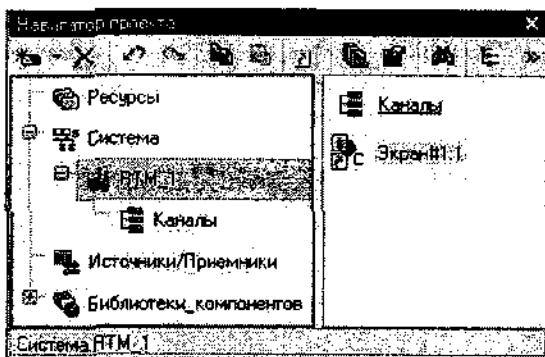 Навигатор проекта
Ресурсы
Система
RTM_1
Каналы
Источники/Приемники
Библиотеки_компонентов
Каналы
Экран#1:1
Система.RTM_1